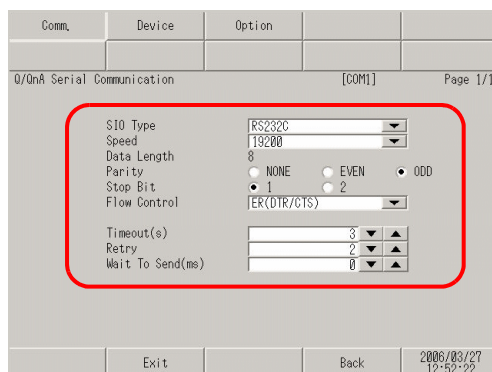 Comm. Device Option
Q/QnA Serial Communication [COM1] Page 1/1
SIO Type RS232C
Speed 19200
Data Length 8
Parity NONE EVEN ODD
Stop Bit 1 2
Flow Control ER(DTR/CTS)
Timeout(s) 3
Retry 2
Wait To Send(ms) 0
Exit Back 2006/03/27
12:52:22